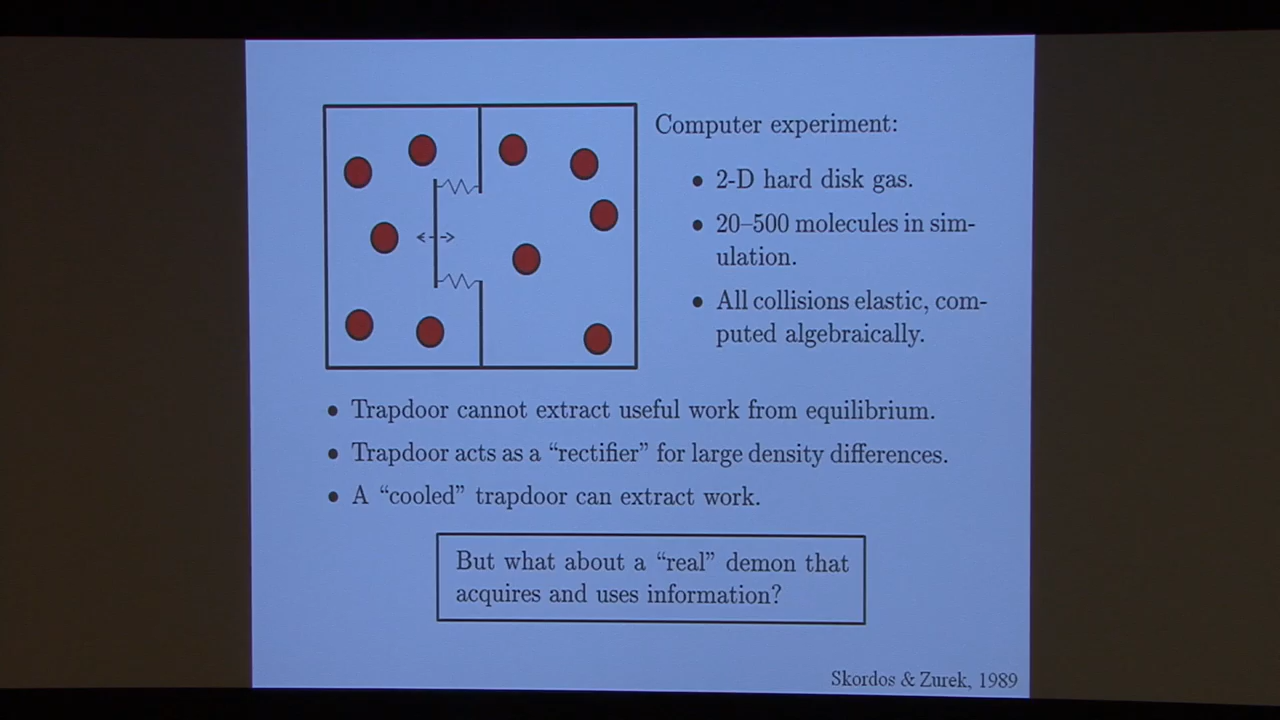 Computer experiment:
• 2-D hard disk gas.
• 20–500 molecules in sim-
ulation.
• All collisions elastic, com-
puted algebraically.
• Trapdoor cannot extract useful work from equilibrium.
• Trapdoor acts as a “rectifier” for large density differences.
• A “cooled” trapdoor can extract work.
But what about a “real” demon that
acquires and uses information?
Skordos & Zurek, 1989